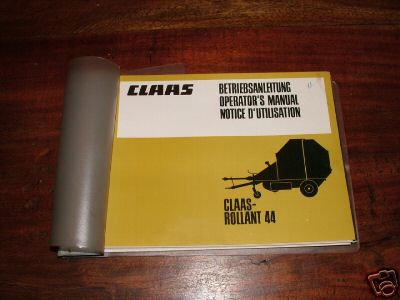 CLAAS
BETRIEBSANLEITUNG
OPERATOR'S MANUAL
NOTICE D'UTILISATION
CLAAS-
ROLLANT 44